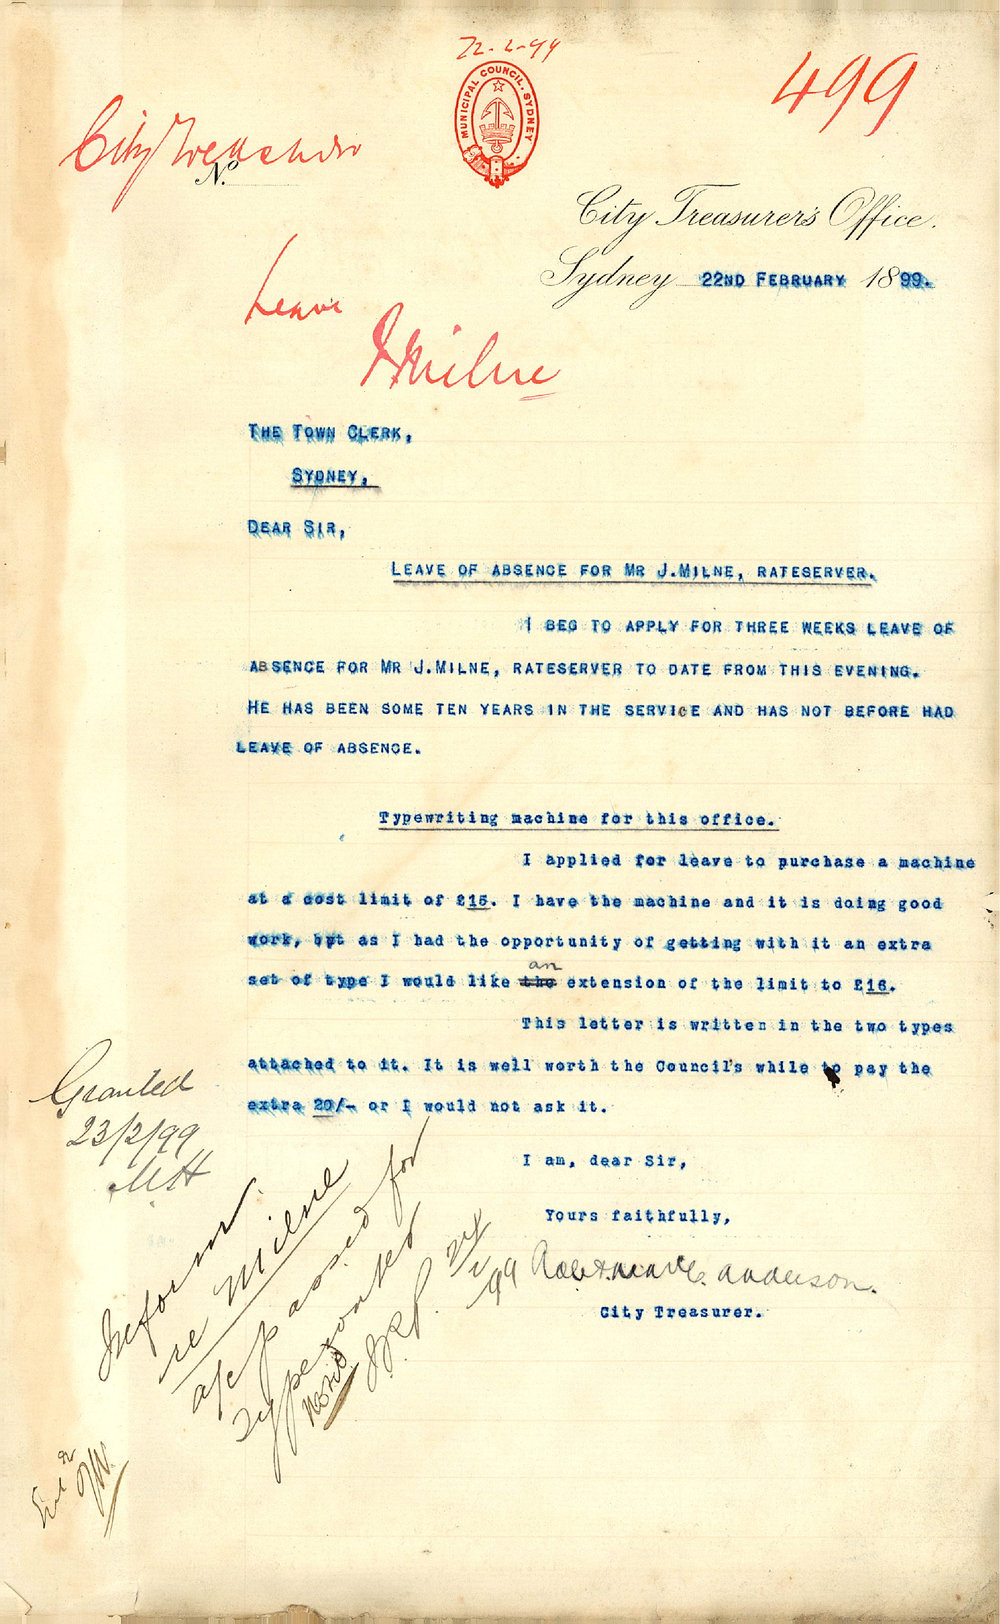 22-2-99
MUNICIPAL COUNCIL. SYDNEY
499
City Treasurer
No.
City Treasurer's Office.
Sydney 22ND FEBRUARY 1899.
Leave
J Milne
THE TOWN CLERK,
SYDNEY,
DEAR SIR,
LEAVE OF ABSENCE FOR MR J.MILNE, RATESERVER.
I BEG TO APPLY FOR THREE WEEKS LEAVE OF
ABSENCE FOR MR J.MILNE, RATESERVER TO DATE FROM THIS EVENING.
HE HAS BEEN SOME TEN YEARS IN THE SERVICE AND HAS NOT BEFORE HAD
LEAVE OF ABSENCE.
Typewriting machine for this office.
I applied for leave to purchase a machine
at a cost limit of £15. I have the machine and it is doing good
work, but as I had the opportunity of getting with it an extra
an
set of type I would like the extension of the limit to £16.
This letter is written in the two types
attached to it. It is well worth the Council's while to pay the
extra 20/- or I would not ask it.
I am, dear Sir,
Yours faithfully,
anderson.
City Treasurer.
Granted
23/2/99
Inform
re Milne
a/c passed for
99